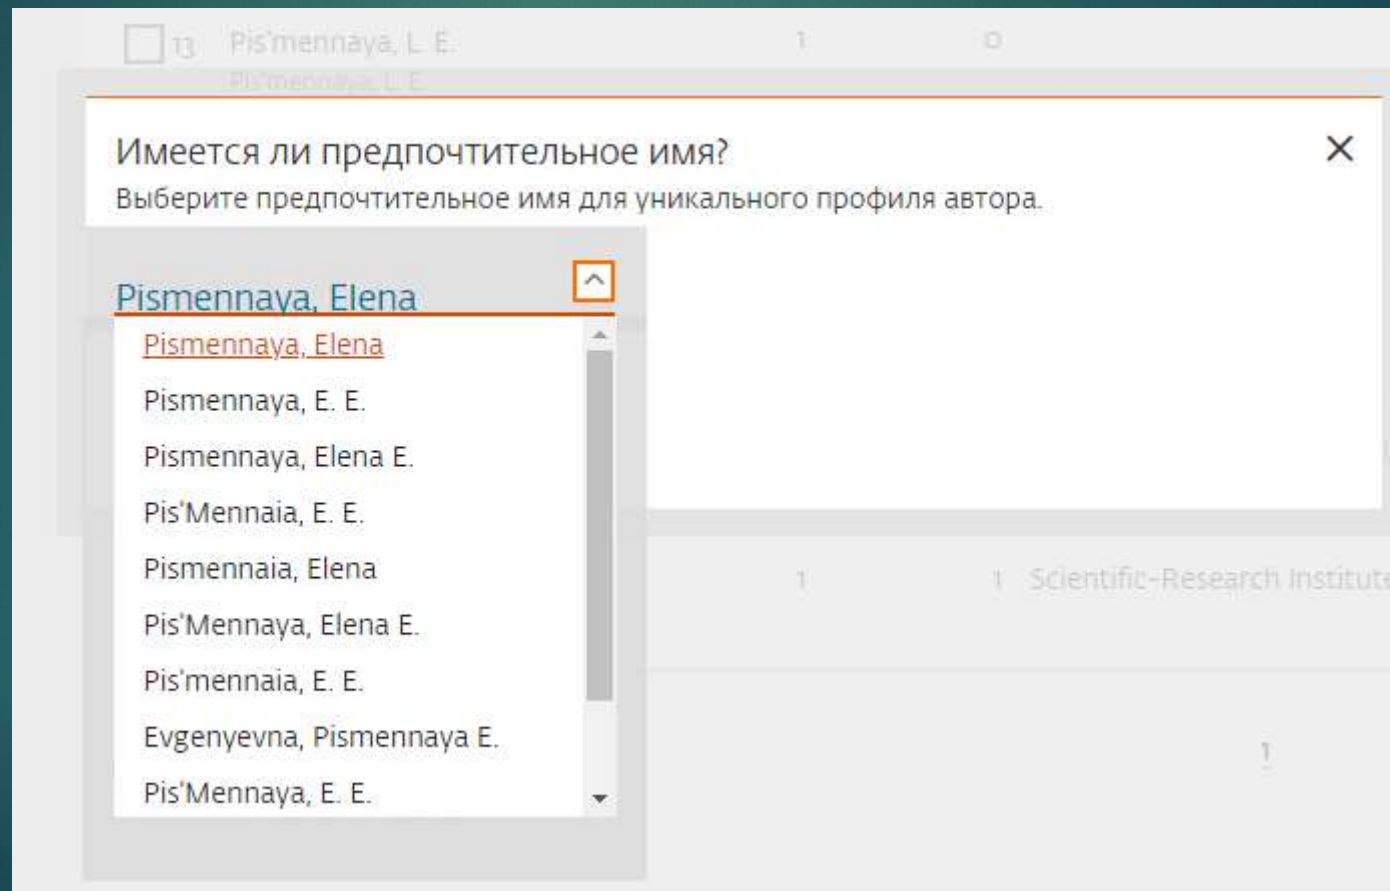 13 Pis'mennaya, L. E. 1 0
Pis'mennaya, L. E.
Имеется ли предпочтительное имя?
Выберите предпочтительное имя для уникального профиля автора.
Pismennaya, Elena
Pismennaya, Elena
Pismennaya, E. E.
Pismennaya, Elena E.
Pis'Mennaia, E. E.
Pismennaia, Elena
1 1 Scientific-Research Institute
Pis'Mennaya, Elena E.
Pis'mennaia, E. E.
Evgenyevna, Pismennaya E.
1
Pis'Mennaya, E. E.